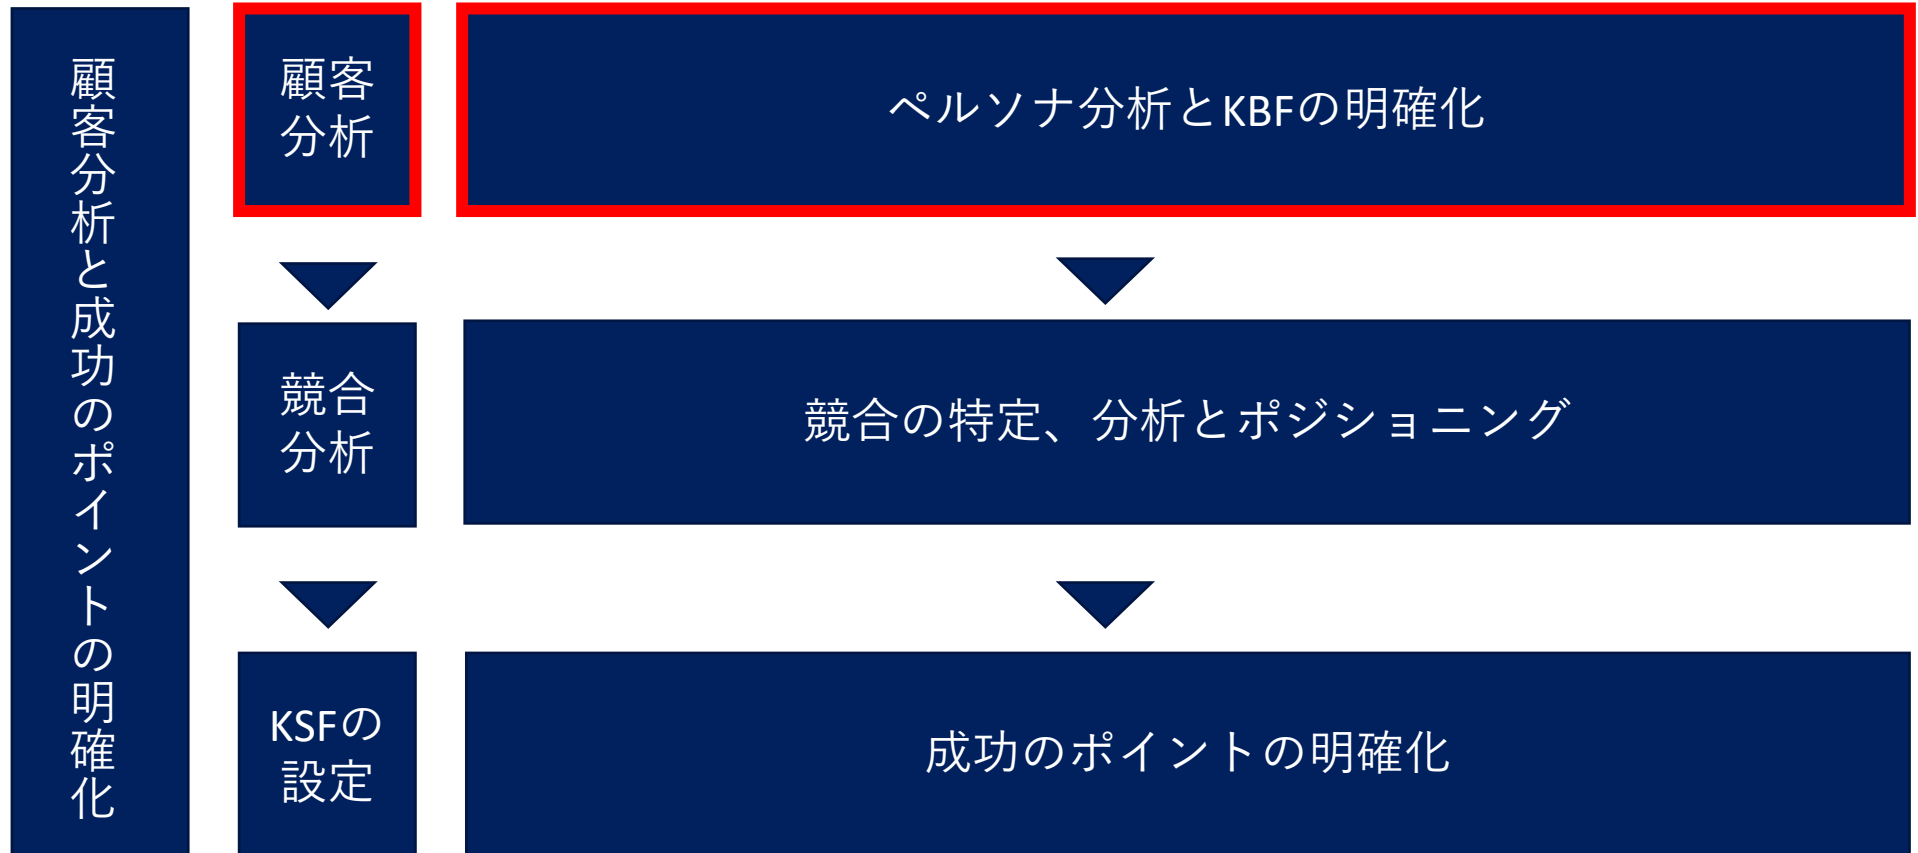 顧客分析と成功のポイントの明確化
顧客
分析
ペルソナ分析とKBFの明確化
競合
分析
競合の特定、分析とポジショニング
KSFの
設定
成功のポイントの明確化